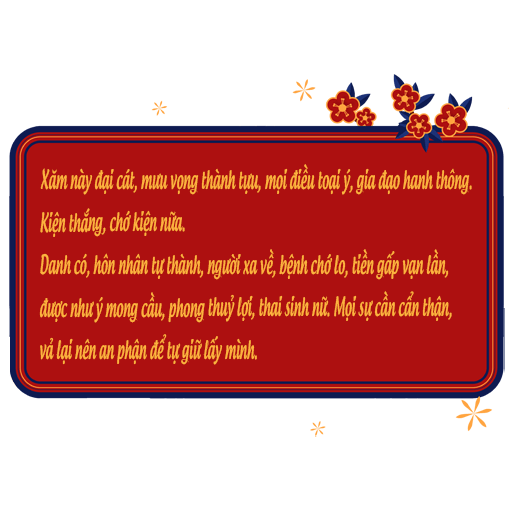 Xăm này đại cát, mưu vọng thành tựu, mọi điều toại ý, gia đạo hanh thông.
Kiện thắng, chớ kiện nữa.
Danh có, hôn nhân tự thành, người xa về, bệnh chớ lo, tiền gấp vạn lần,
được như ý mong cầu, phong thuỷ lợi, thai sinh nữ. Mọi sự cần cẩn thận,
vả lại nên an phận để tự giữ lấy mình.